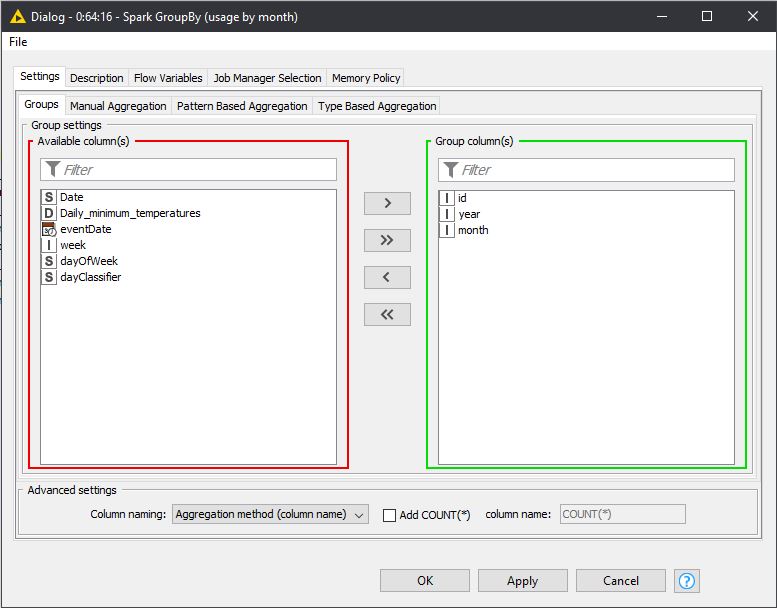 Dialog - 0:64:16 - Spark GroupBy (usage by month)
File
Settings Description Flow Variables Job Manager Selection Memory Policy
Groups Manual Aggregation Pattern Based Aggregation Type Based Aggregation
Group settings
Available column(s)
Filter
S Date
D Daily_minimum_temperatures
eventDate
I week
S dayOfWeek
S dayClassifier
>
>>
<
<<
Group column(s)
Filter
I id
I year
I month
Advanced settings
Column naming: Aggregation method (column name) Add COUNT(*) column name: COUNT(*)
OK Apply Cancel ?